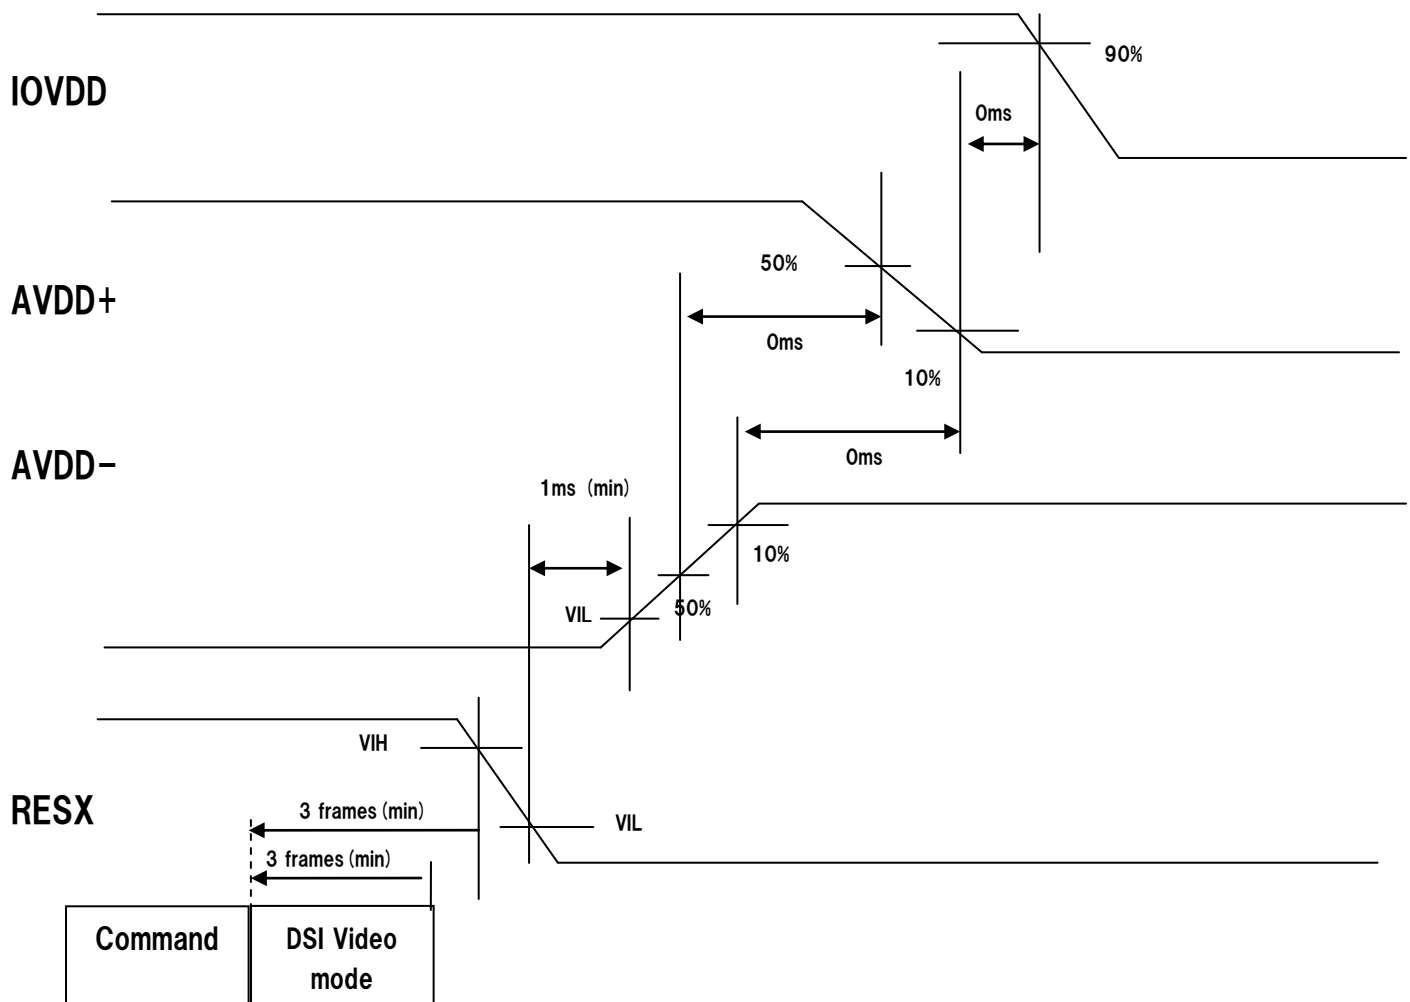 90%
IOVDD
0ms
50%
AVDD+
0ms
10%
AVDD-
0ms
1ms (min)
10%
VIL
50%
VIH
RESX
3 frames (min)
VIL
3 frames (min)
Command
DSI Video
mode